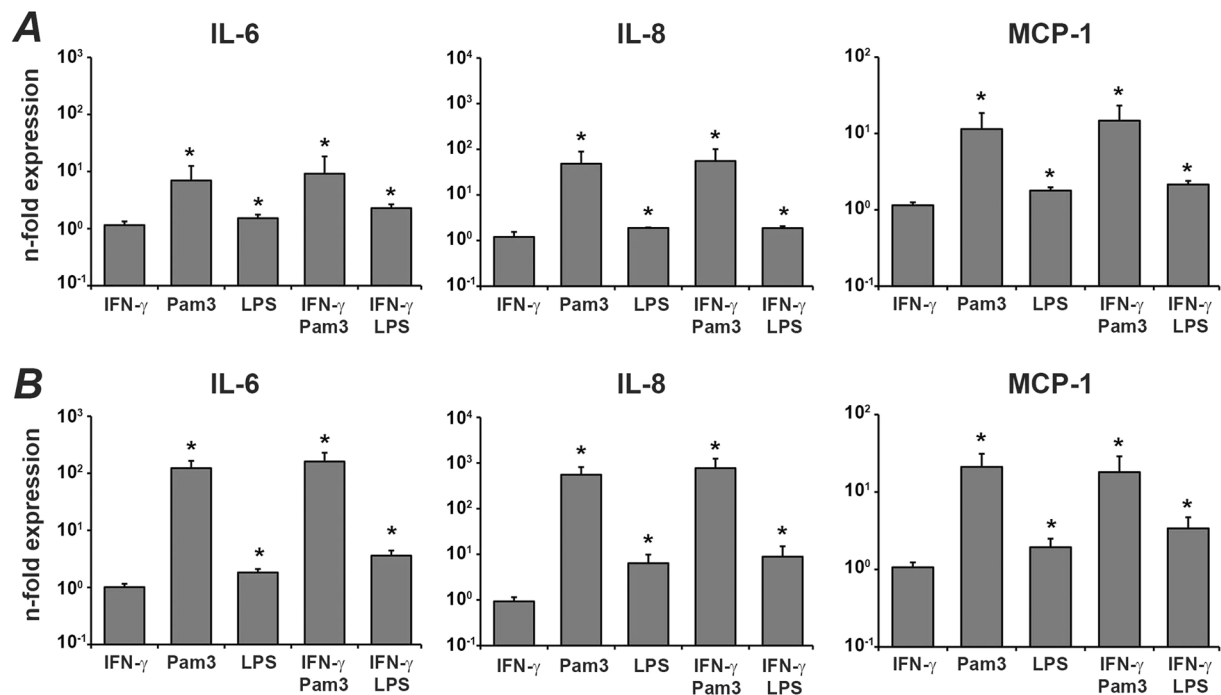 A
IL-6
IL-8
MCP-1
n-fold expression
10³
10²
10¹
10⁰
10⁻¹
10⁴
10³
10²
10¹
10⁰
10⁻¹
10²
10¹
10⁰
10⁻¹
* * * *
* * * *
* * * *
IFN-γ Pam3 LPS IFN-γ IFN-γ
Pam3 LPS
IFN-γ Pam3 LPS IFN-γ IFN-γ
Pam3 LPS
IFN-γ Pam3 LPS IFN-γ IFN-γ
Pam3 LPS
B
IL-6
IL-8
MCP-1
n-fold expression
10³
10²
10¹
10⁰
10⁻¹
10⁴
10³
10²
10¹
10⁰
10⁻¹
10²
10¹
10⁰
10⁻¹
* * * *
* * * *
* * * *
IFN-γ Pam3 LPS IFN-γ IFN-γ
Pam3 LPS
IFN-γ Pam3 LPS IFN-γ IFN-γ
Pam3 LPS
IFN-γ Pam3 LPS IFN-γ IFN-γ
Pam3 LPS